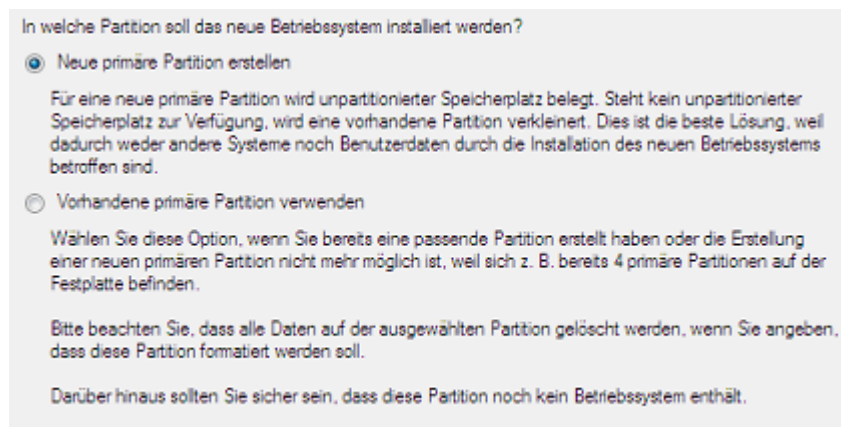 In welche Partition soll das neue Betriebssystem installiert werden?
Neue primäre Partition erstellen
Für eine neue primäre Partition wird unpartitionierter Speicherplatz belegt. Steht kein unpartitionierter
Speicherplatz zur Verfügung, wird eine vorhandene Partition verkleinert. Dies ist die beste Lösung, weil
dadurch weder andere Systeme noch Benutzerdaten durch die Installation des neuen Betriebssystems
betroffen sind.
Vorhandene primäre Partition verwenden
Wählen Sie diese Option, wenn Sie bereits eine passende Partition erstellt haben oder die Erstellung
einer neuen primären Partition nicht mehr möglich ist, weil sich z. B. bereits 4 primäre Partitionen auf der
Festplatte befinden.
Bitte beachten Sie, dass alle Daten auf der ausgewählten Partition gelöscht werden, wenn Sie angeben,
dass diese Partition formatiert werden soll.
Darüber hinaus sollten Sie sicher sein, dass diese Partition noch kein Betriebssystem enthält.